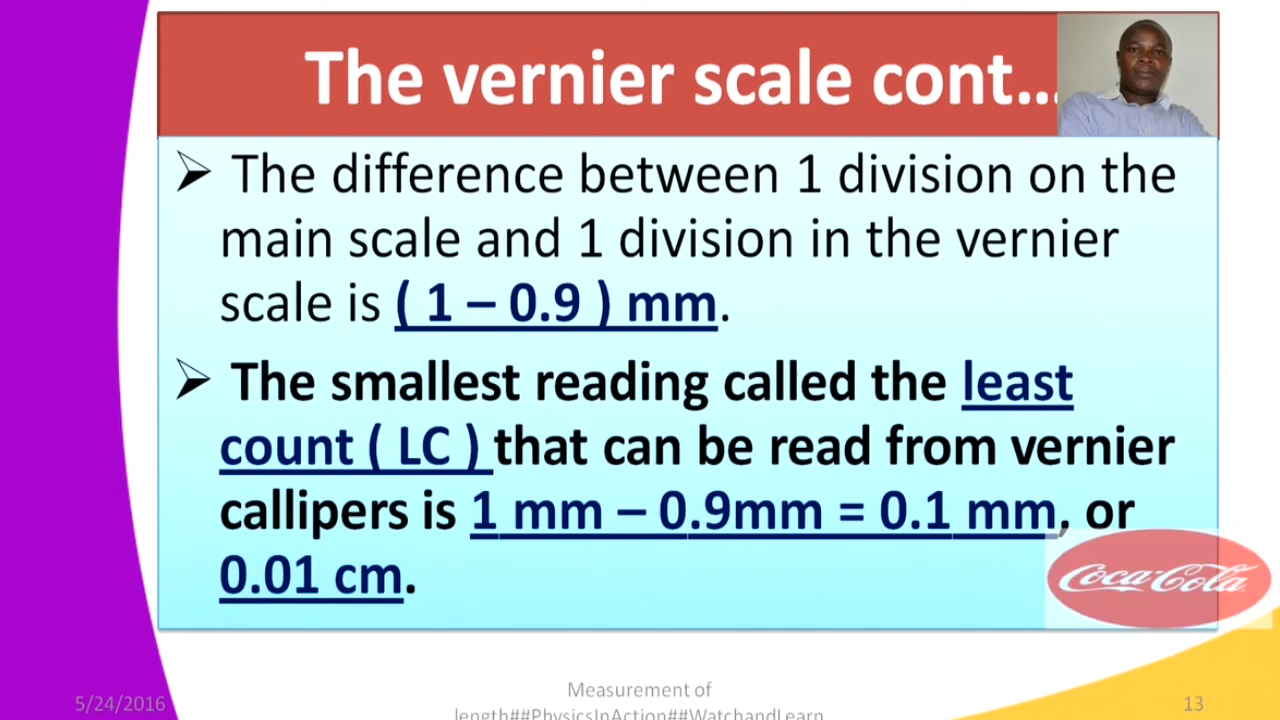 The vernier scale cont…
➢ The difference between 1 division on the
main scale and 1 division in the vernier
scale is ( 1 – 0.9 ) mm.
➢ The smallest reading called the least
count ( LC ) that can be read from vernier
callipers is 1 mm – 0.9mm = 0.1 mm, or
0.01 cm.
Coca-Cola
5/24/2016
Measurement of
length##PhysicsInAction##WatchandLearn
13